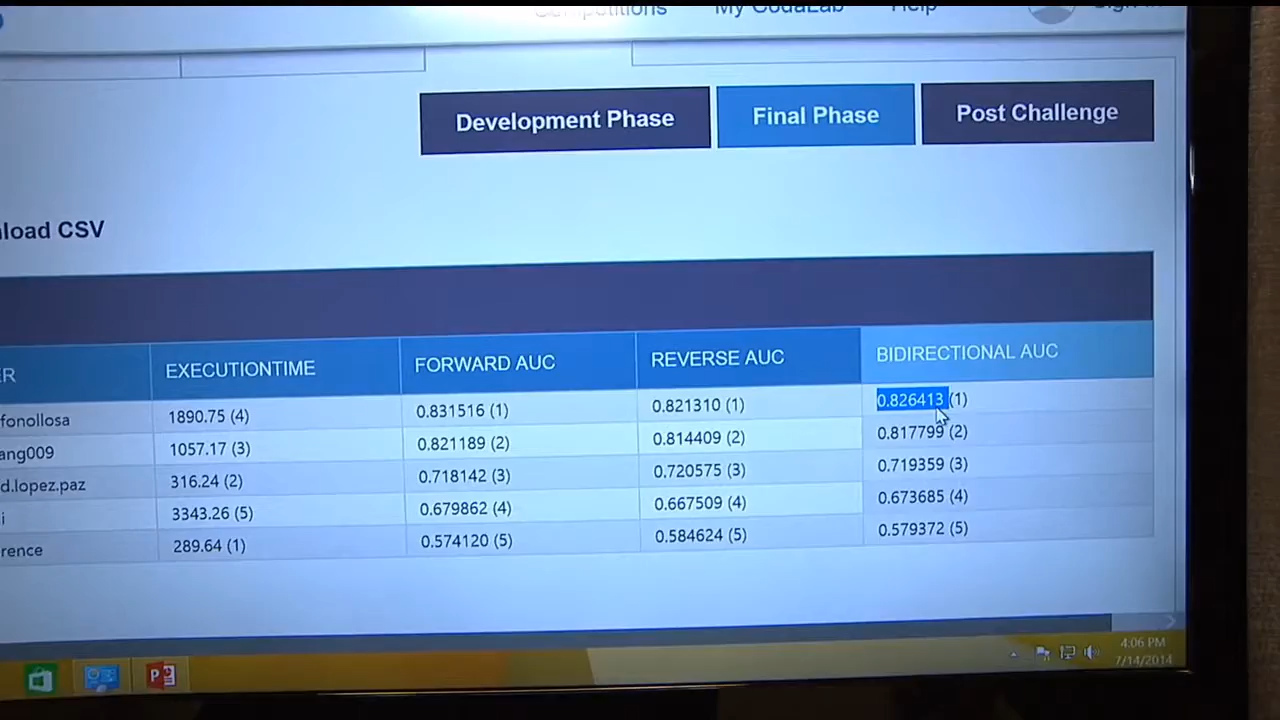 Competitions My CodaLab Help
Development Phase Final Phase Post Challenge
load CSV
ER EXECUTIONTIME FORWARD AUC REVERSE AUC BIDIRECTIONAL AUC
fonollosa 1890.75 (4) 0.831516 (1) 0.821310 (1) 0.826413 (1)
ang009 1057.17 (3) 0.821189 (2) 0.814409 (2) 0.817799 (2)
d.lopez.paz 316.24 (2) 0.718142 (3) 0.720575 (3) 0.719359 (3)
i 3343.26 (5) 0.679862 (4) 0.667509 (4) 0.673685 (4)
rence 289.64 (1) 0.574120 (5) 0.584624 (5) 0.579372 (5)
4:06 PM
7/14/2014